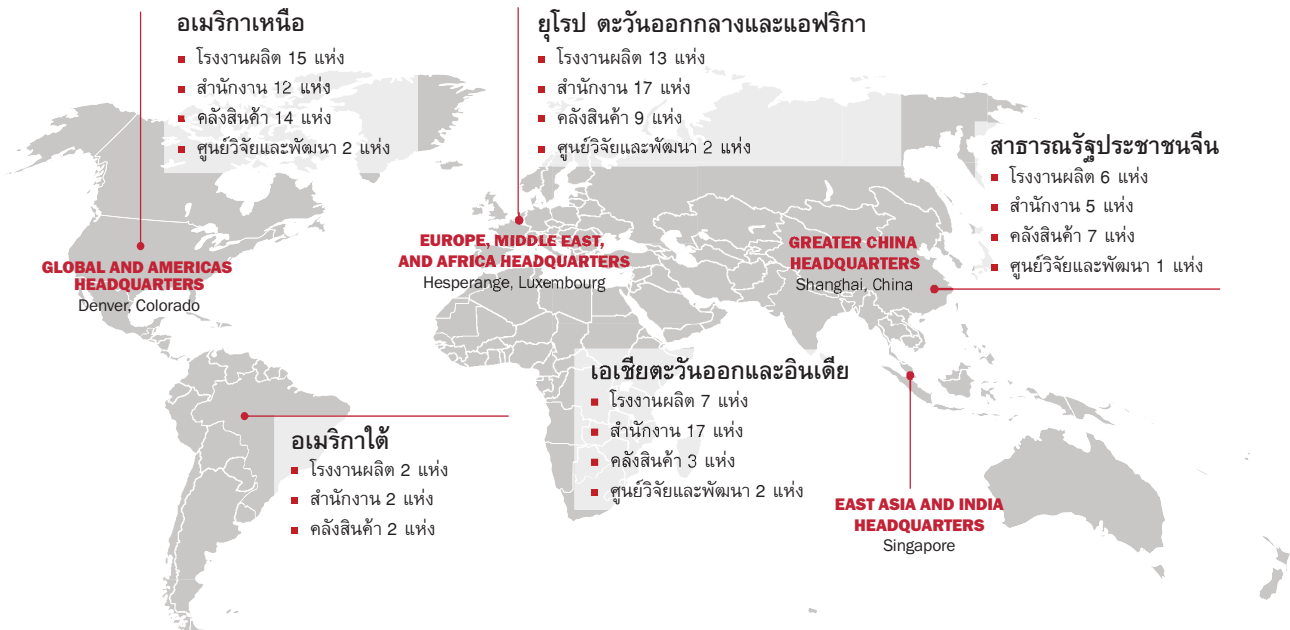 อเมริกาเหนือ
โรงงานผลิต 15 แห่ง
สำนักงาน 12 แห่ง
คลังสินค้า 14 แห่ง
ศูนย์วิจัยและพัฒนา 2 แห่ง
ยุโรป ตะวันออกกลางและแอฟริกา
โรงงานผลิต 13 แห่ง
สำนักงาน 17 แห่ง
คลังสินค้า 9 แห่ง
ศูนย์วิจัยและพัฒนา 2 แห่ง
สาธารณรัฐประชาชนจีน
โรงงานผลิต 6 แห่ง
สำนักงาน 5 แห่ง
คลังสินค้า 7 แห่ง
ศูนย์วิจัยและพัฒนา 1 แห่ง
GLOBAL AND AMERICAS
HEADQUARTERS
Denver, Colorado
EUROPE, MIDDLE EAST,
AND AFRICA HEADQUARTERS
Hesperange, Luxembourg
GREATER CHINA
HEADQUARTERS
Shanghai, China
อเมริกาใต้
โรงงานผลิต 2 แห่ง
สำนักงาน 2 แห่ง
คลังสินค้า 2 แห่ง
เอเชียตะวันออกและอินเดีย
โรงงานผลิต 7 แห่ง
สำนักงาน 17 แห่ง
คลังสินค้า 3 แห่ง
ศูนย์วิจัยและพัฒนา 2 แห่ง
EAST ASIA AND INDIA
HEADQUARTERS
Singapore